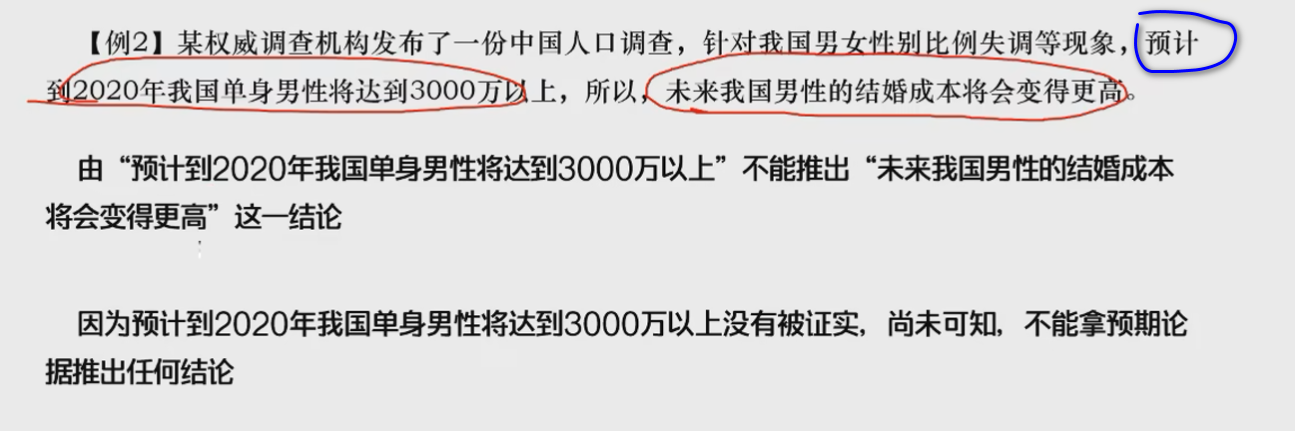 【例2】某权威调查机构发布了一份中国人口调查，针对我国男女性别比例失调等现象，预计
到2020年我国单身男性将达到3000万以上，所以，未来我国男性的结婚成本将会变得更高。
由“预计到2020年我国单身男性将达到3000万以上”不能推出“未来我国男性的结婚成本
将会变得更高”这一结论
因为预计到2020年我国单身男性将达到3000万以上没有被证实，尚未可知，不能拿预期论
据推出任何结论